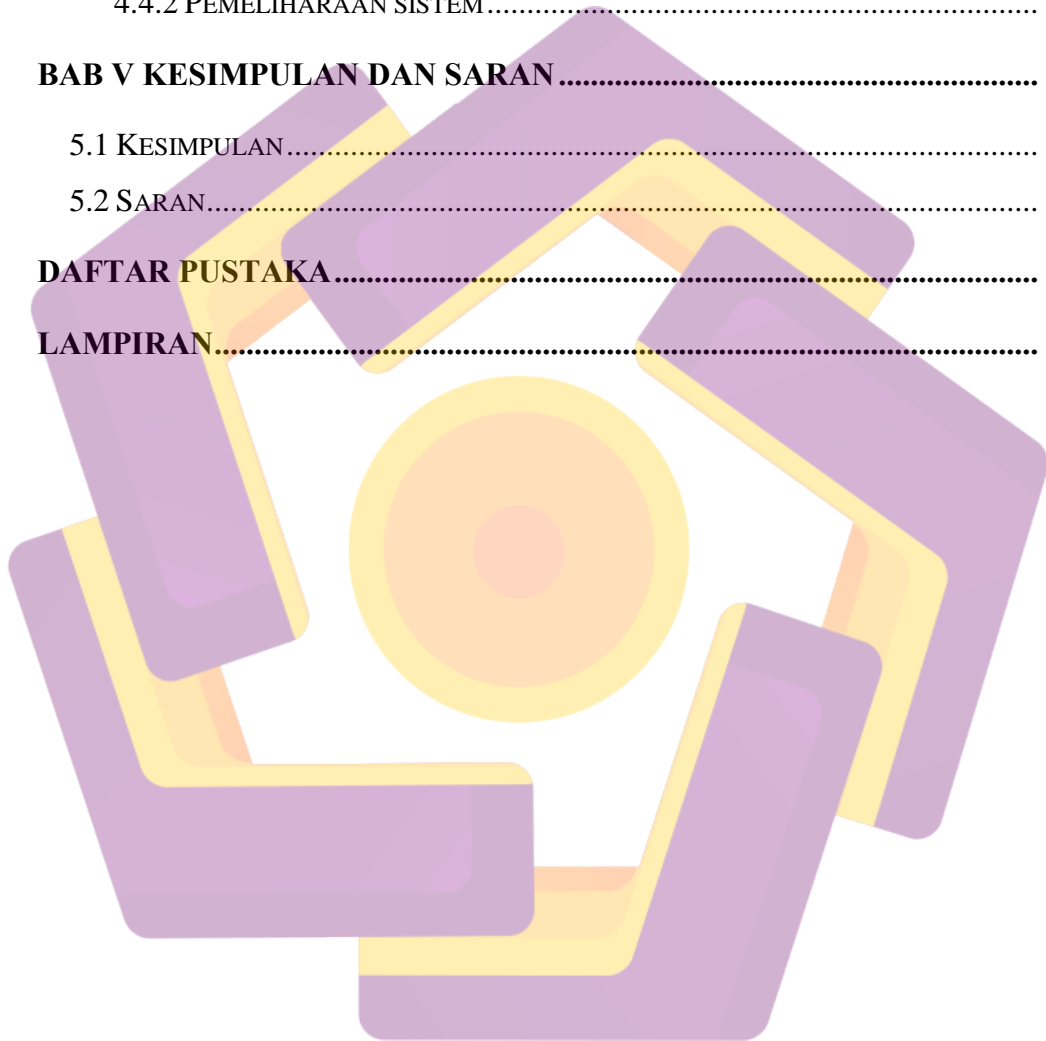 4.4.2 PEMELIHARAAN SISTEM........................................................................
BAB V KESIMPULAN DAN SARAN.............................................................
5.1 KESIMPULAN...............................................................................................
5.2 SARAN.........................................................................................................
DAFTAR PUSTAKA.........................................................................................
LAMPIRAN........................................................................................................